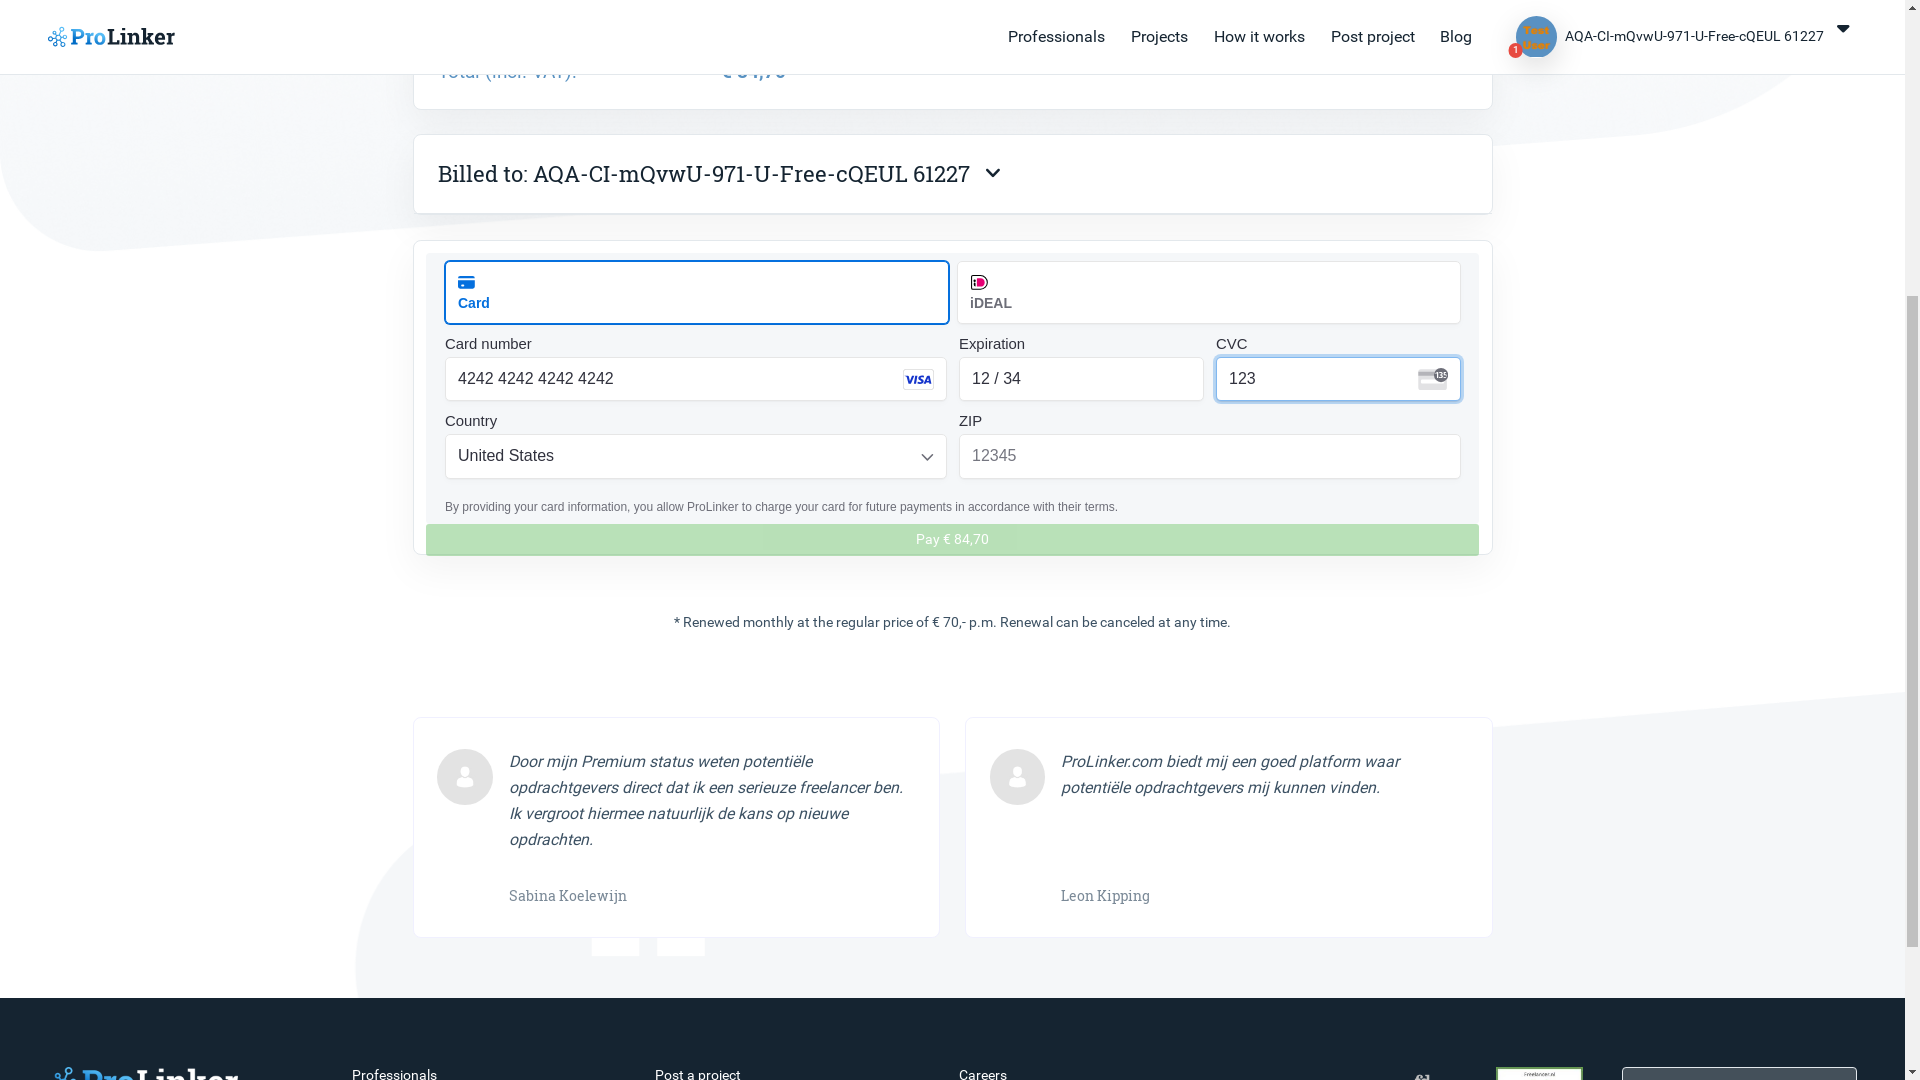 ProLinker
Professionals
Projects
How it works
Post project
Blog
Test
User
1
AQA-CI-mQvwU-971-U-Free-cQEUL 61227
Total (incl. VAT):
€ 84,70
Billed to: AQA-CI-mQvwU-971-U-Free-cQEUL 61227
Card
iDEAL
Card number
Expiration
CVC
4242 4242 4242 4242
VISA
12 / 34
123
135
Country
ZIP
United States
12345
By providing your card information, you allow ProLinker to charge your card for future payments in accordance with their terms.
Pay € 84,70
* Renewed monthly at the regular price of € 70,- p.m. Renewal can be canceled at any time.
Door mijn Premium status weten potentiële
opdrachtgevers direct dat ik een serieuze freelancer ben.
Ik vergroot hiermee natuurlijk de kans op nieuwe
opdrachten.
Sabina Koelewijn
ProLinker.com biedt mij een goed platform waar
potentiële opdrachtgevers mij kunnen vinden.
Leon Kipping
ProLinker
Professionals
Post a project
Careers
Freelancer.nl